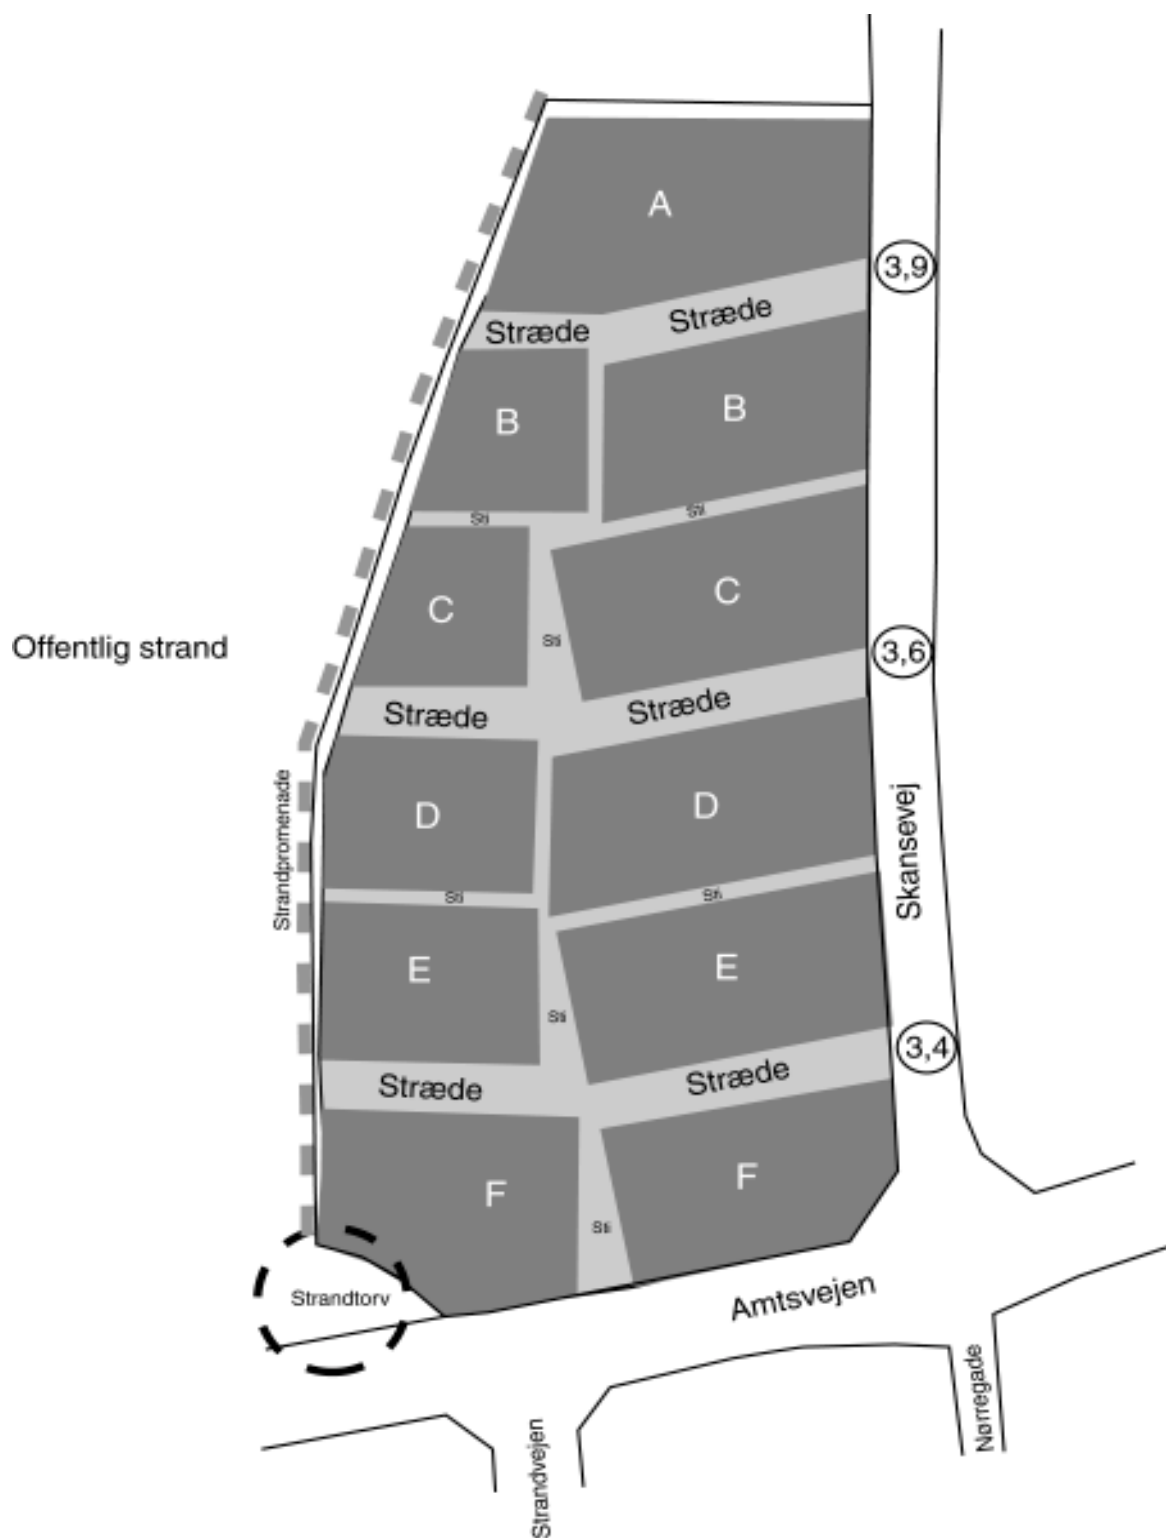 A
3,9
Stræde
Stræde
B
B
Sti
Sti
C
C
Sti
Offentlig strand
3,6
Stræde
Stræde
Strandpromenade
D
D
Skansevej
Sti
Sti
E
E
Sti
3,4
Stræde
Stræde
F
F
Sti
Strandtorv
Amtsvejen
Nørregade
Strandvejen